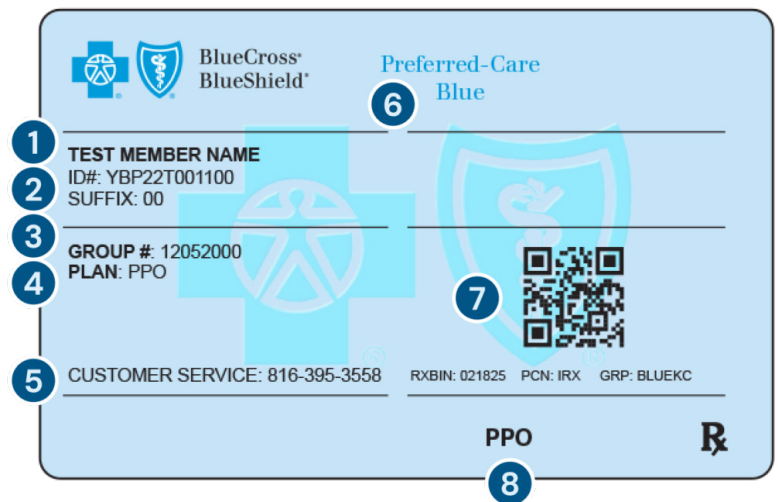 BlueCross®
BlueShield®
Preferred-Care
Blue
6
1
TEST MEMBER NAME
2
ID#: YBP22T001100
SUFFIX: 00
3
GROUP #: 12052000
4
PLAN: PPO
7
5
CUSTOMER SERVICE: 816-395-3558
RXBIN: 021825 PCN: IRX GRP: BLUEKC
PPO
Rx
8